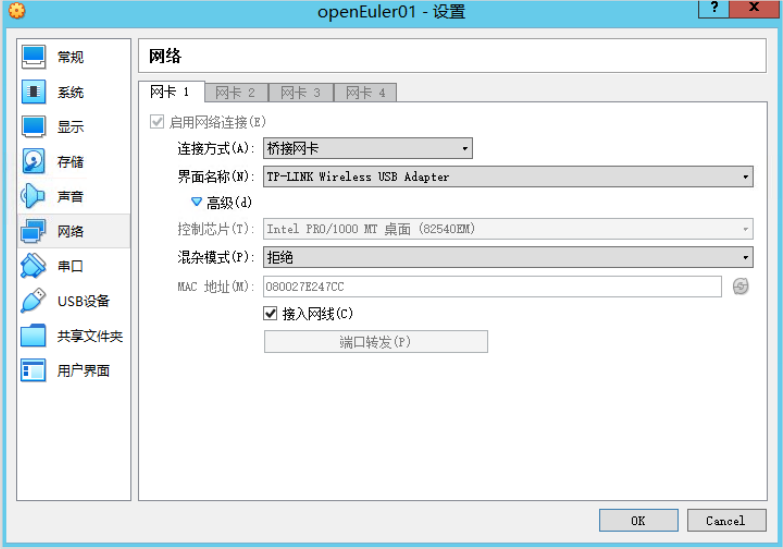 openEuler01 - 设置
?
x
常规
系统
显示
存储
声音
网络
串口
USB设备
共享文件夹
用户界面
网络
网卡 1
网卡 2
网卡 3
网卡 4
启用网络连接(E)
连接方式(A): 桥接网卡
界面名称(N): TP-LINK Wireless USB Adapter
高级(d)
控制芯片(T): Intel PRO/1000 MT 桌面 (82540EM)
混杂模式(P): 拒绝
MAC 地址(M): 080027E247CC
接入网线(C)
端口转发(P)
OK
Cancel